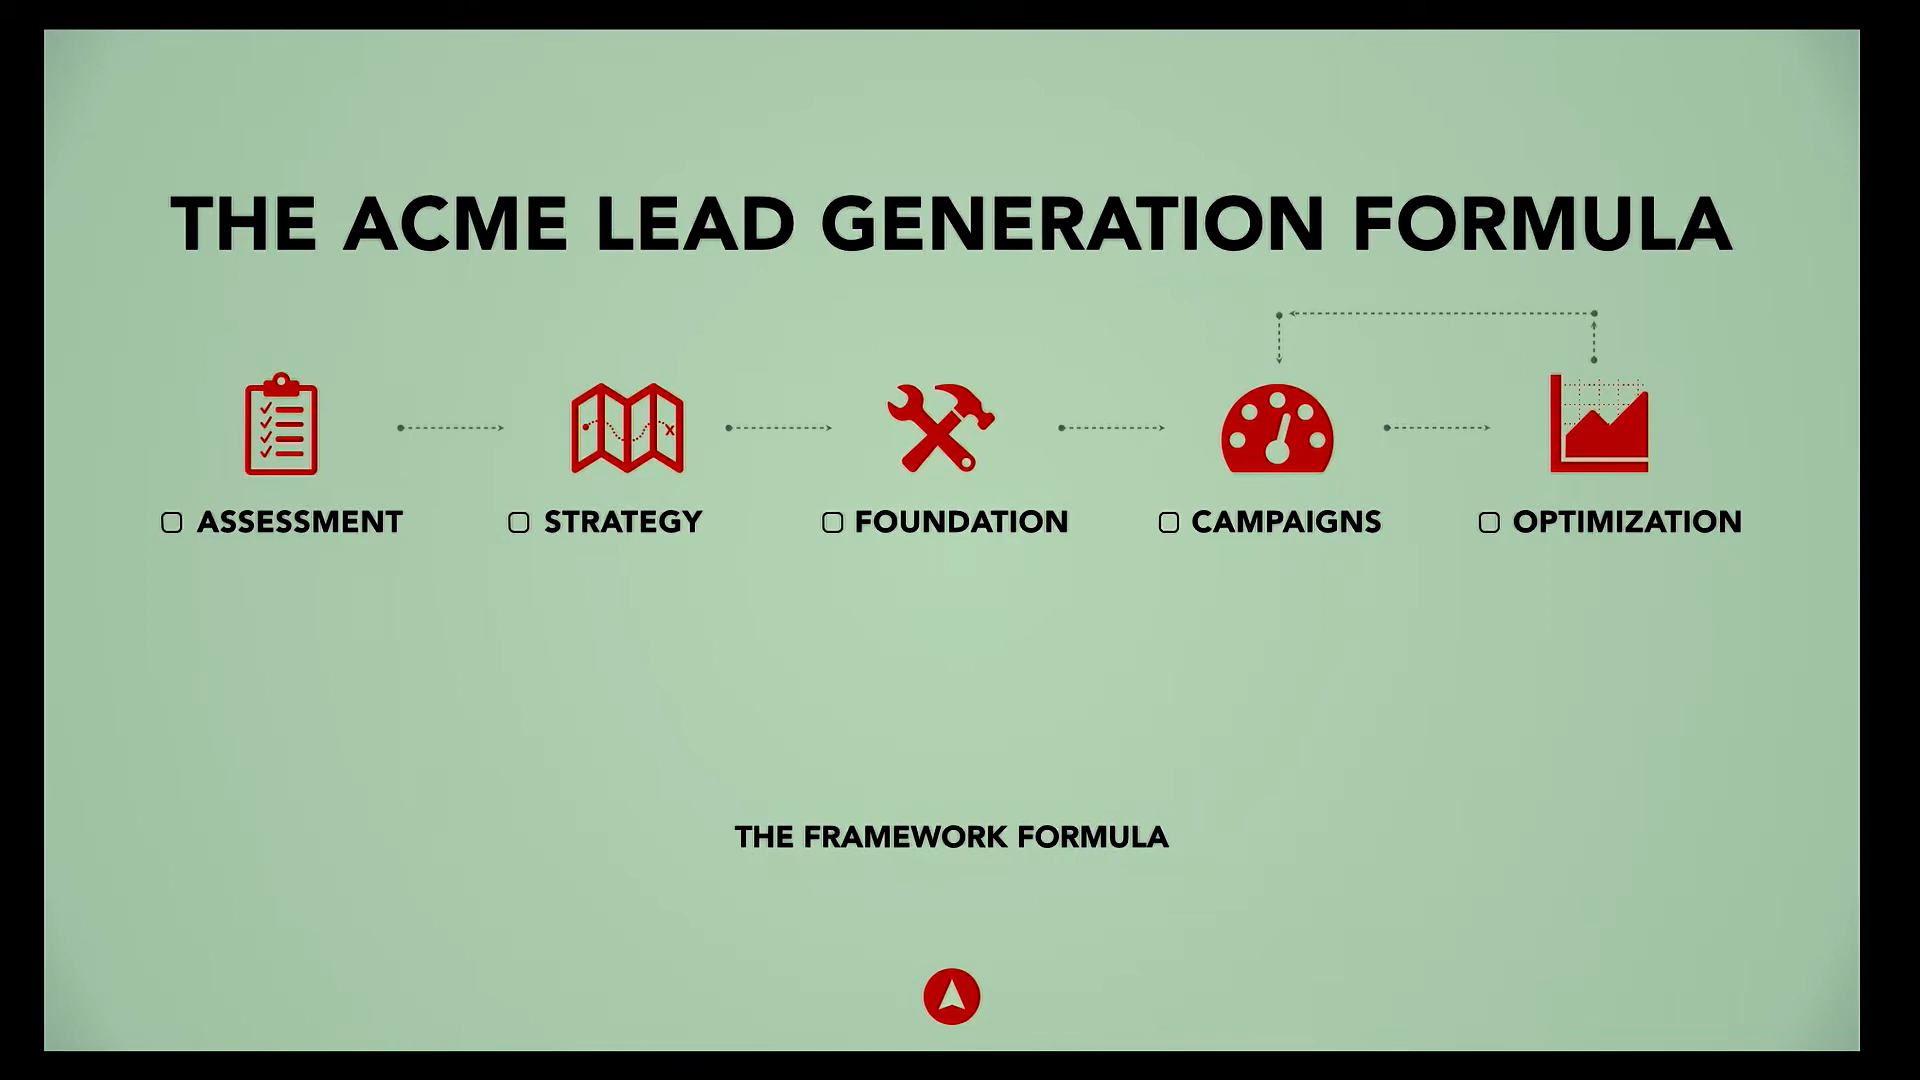 THE ACME LEAD GENERATION FORMULA
ASSESSMENT
STRATEGY
FOUNDATION
CAMPAIGNS
OPTIMIZATION
THE FRAMEWORK FORMULA